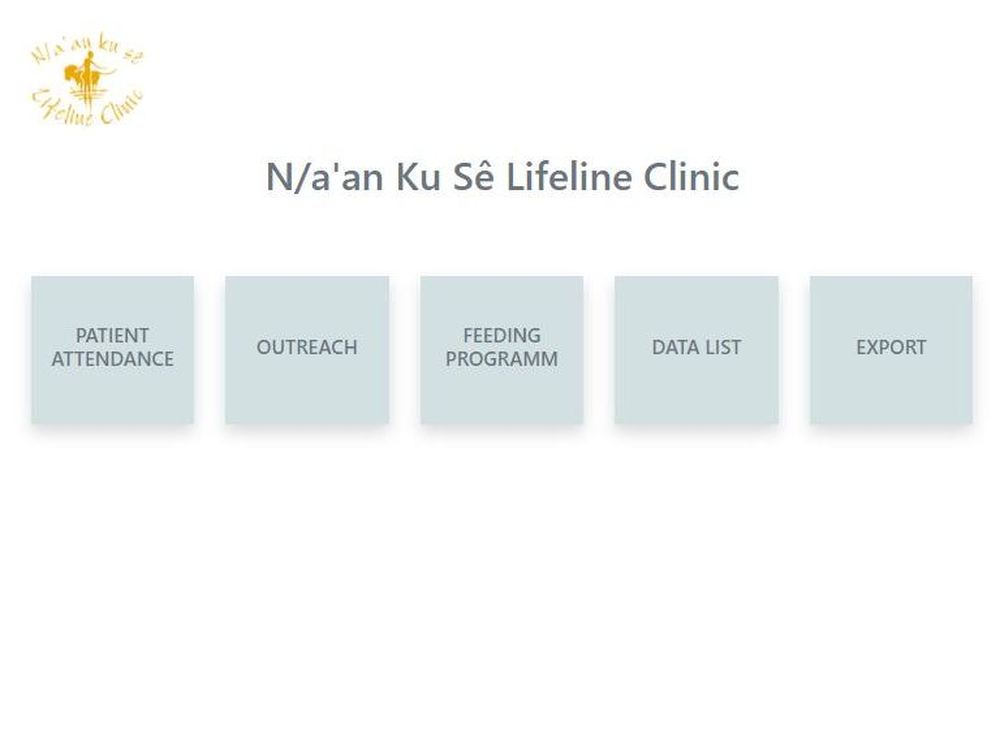 N/a'an ku sê
Lifeline Clinic
N/a'an Ku Sê Lifeline Clinic
PATIENT
ATTENDANCE
OUTREACH
FEEDING
PROGRAMM
DATA LIST
EXPORT